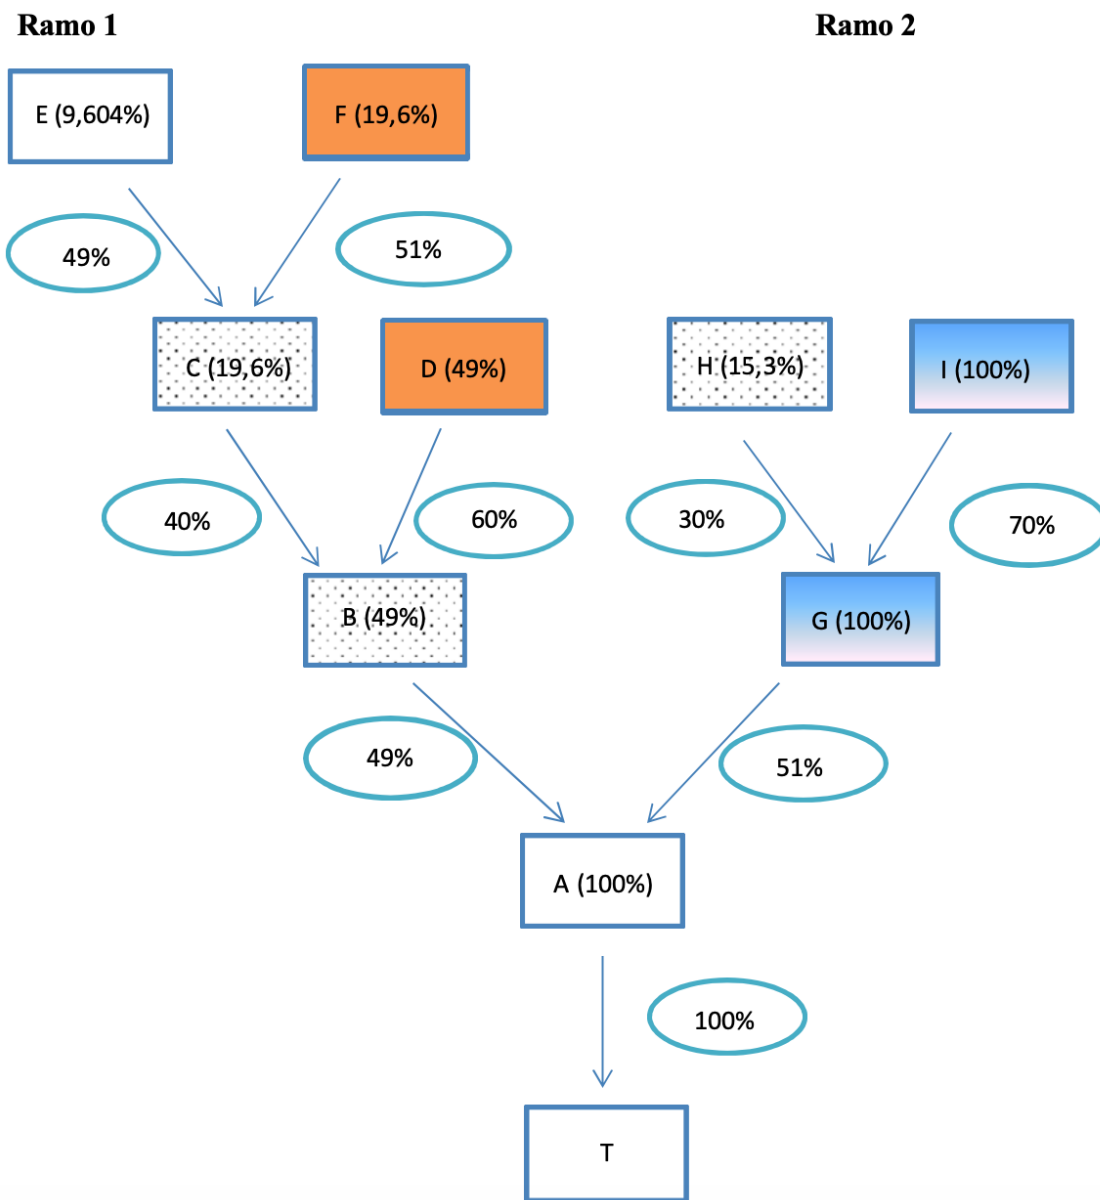 Ramo 1
Ramo 2
E (9,604%)
F (19,6%)
49%
51%
C (19,6%)
D (49%)
H (15,3%)
I (100%)
40%
60%
30%
70%
B (49%)
G (100%)
49%
51%
A (100%)
100%
T